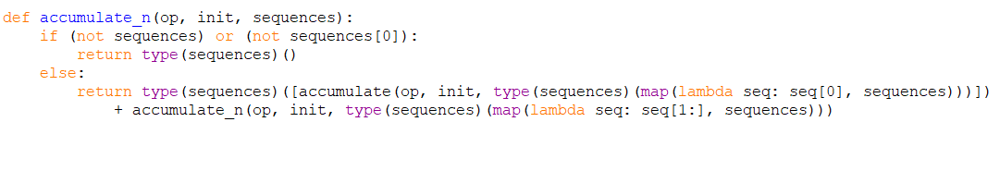 def accumulate_n(op, init, sequences):
    if (not sequences) or (not sequences[0]):
        return type(sequences)()
    else:
        return type(sequences)([accumulate(op, init, type(sequences)(map(lambda seq: seq[0], sequences)))])
            + accumulate_n(op, init, type(sequences)(map(lambda seq: seq[1:], sequences)))